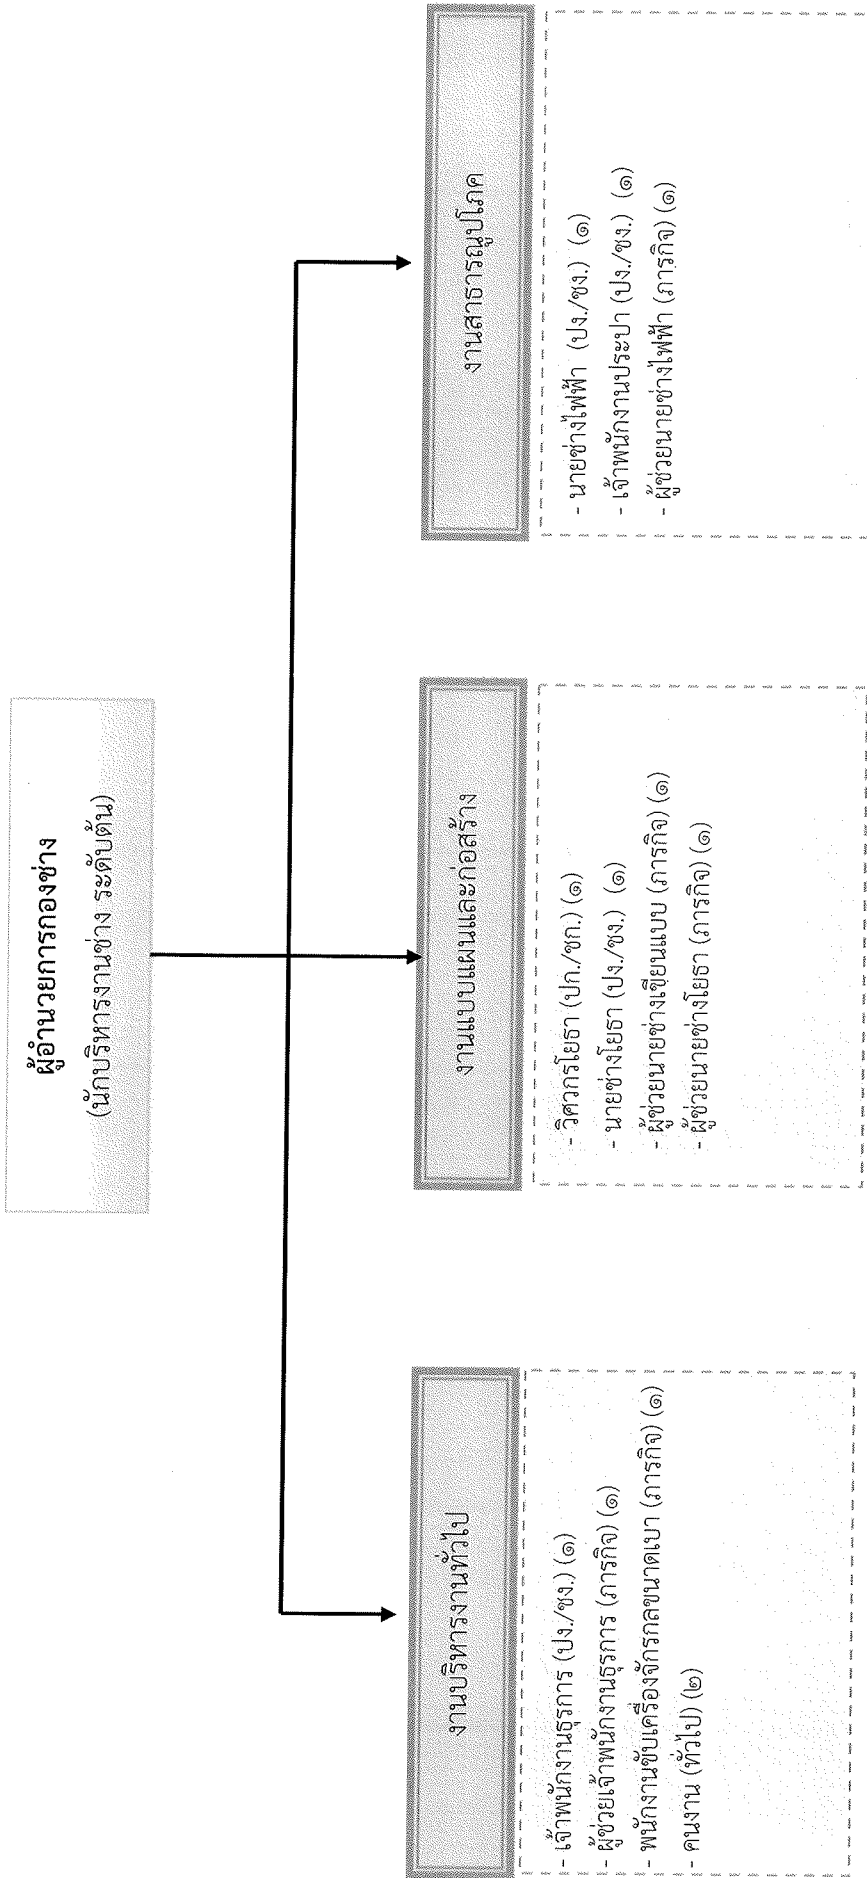 ผู้อำนวยการกองช่าง
(นักบริหารงานช่าง ระดับต้น)
งานบริหารงานทั่วไป
- เจ้าพนักงานธุรการ (ปง./ชง.) (๑)
- ผู้ช่วยเจ้าพนักงานธุรการ (ภารกิจ) (๑)
- พนักงานขับเครื่องจักรกลขนาดเบา (ภารกิจ) (๑)
- คนงาน (ทั่วไป) (๒)
งานแบบแผนและก่อสร้าง
- วิศวกรโยธา (ปก./ชก.) (๑)
- นายช่างโยธา (ปง./ชง.) (๑)
- ผู้ช่วยนายช่างเขียนแบบ (ภารกิจ) (๑)
- ผู้ช่วยนายช่างโยธา (ภารกิจ) (๑)
งานสาธารณูปโภค
- นายช่างไฟฟ้า (ปง./ชง.) (๑)
- เจ้าพนักงานประปา (ปง./ชง.) (๑)
- ผู้ช่วยนายช่างไฟฟ้า (ภารกิจ) (๑)